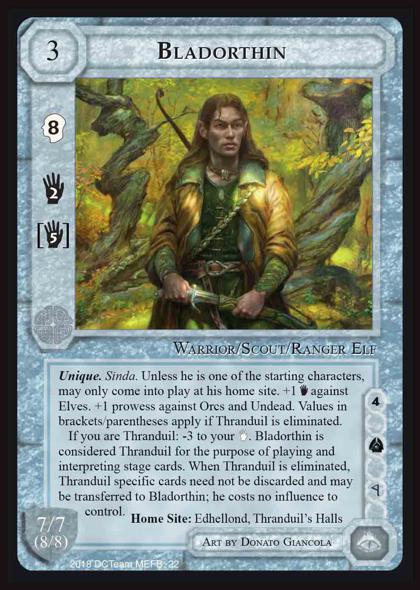 3
BLADORTHIN
8
2
[5]
WARRIOR/SCOUT/RANGER ELF
Unique. Sinda. Unless he is one of the starting characters,
may only come into play at his home site. +1 against
Elves. +1 prowess against Orcs and Undead. Values in
brackets/parentheses apply if Thranduil is eliminated.
If you are Thranduil: -3 to your . Bladorthin is
considered Thranduil for the purpose of playing and
interpreting stage cards. When Thranduil is eliminated,
Thranduil specific cards need not be discarded and may
be transferred to Bladorthin; he costs no influence to
control.
Home Site: Edhellond, Thranduil's Halls
4
7/7
(8/8)
ART BY DONATO GIANCOLA
2018 DCTeam MEFB: 22